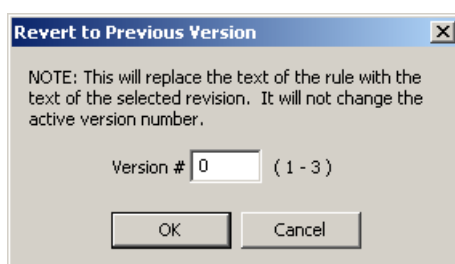 Revert to Previous Version
NOTE: This will replace the text of the rule with the
text of the selected revision.  It will not change the
active version number.
Version # 0 ( 1 - 3 )
OK Cancel